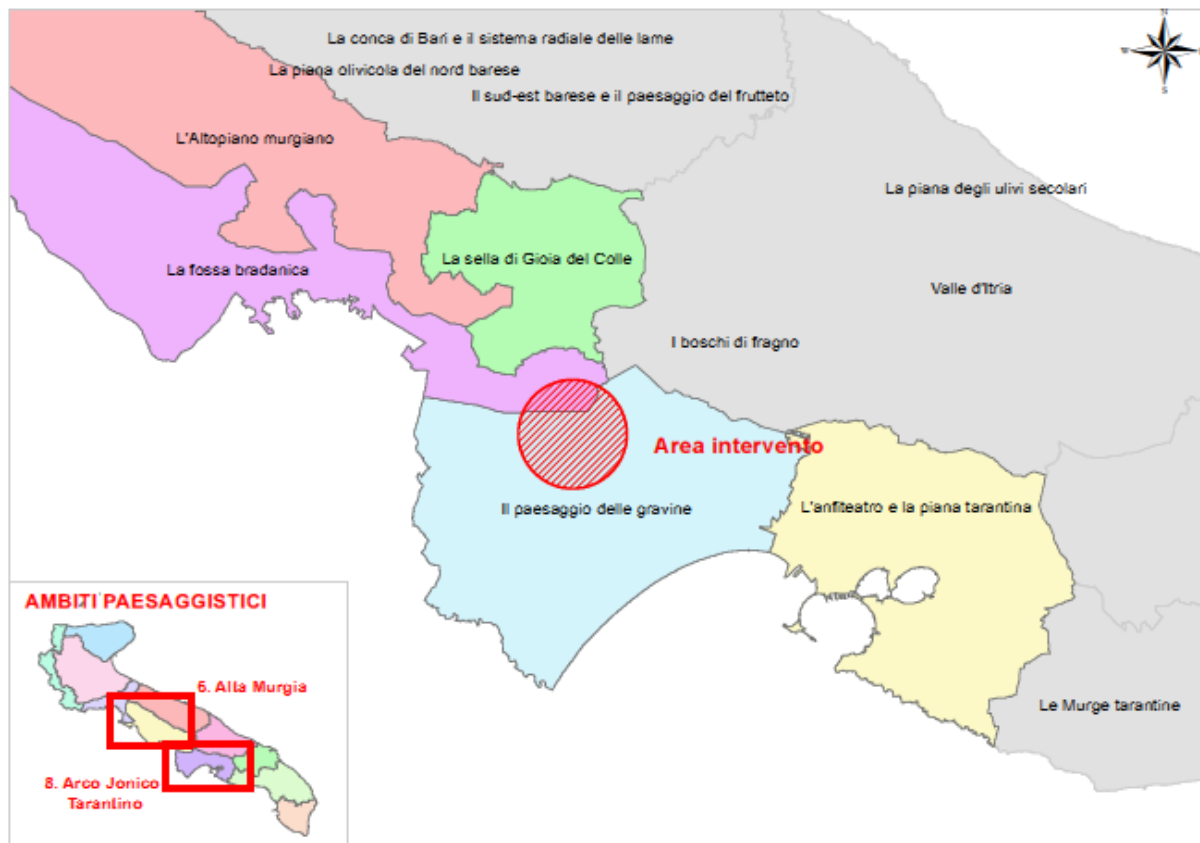 N
W
S
La conca di Bari e il sistema radiale delle lame
La piana olivicola del nord barese
Il sud-est barese e il paesaggio del frutteto
L'Altopiano murgiano
La piana degli ulivi secolari
La sella di Gioia del Colle
La fossa bradanica
Valle d'Itria
I boschi di fragno
Area intervento
Il paesaggio delle gravine
L'anfiteatro e la piana tarantina
Le Murge tarantine
AMBITI PAESAGGISTICI
6. Alta Murgia
8. Arco Jonico
Tarantino